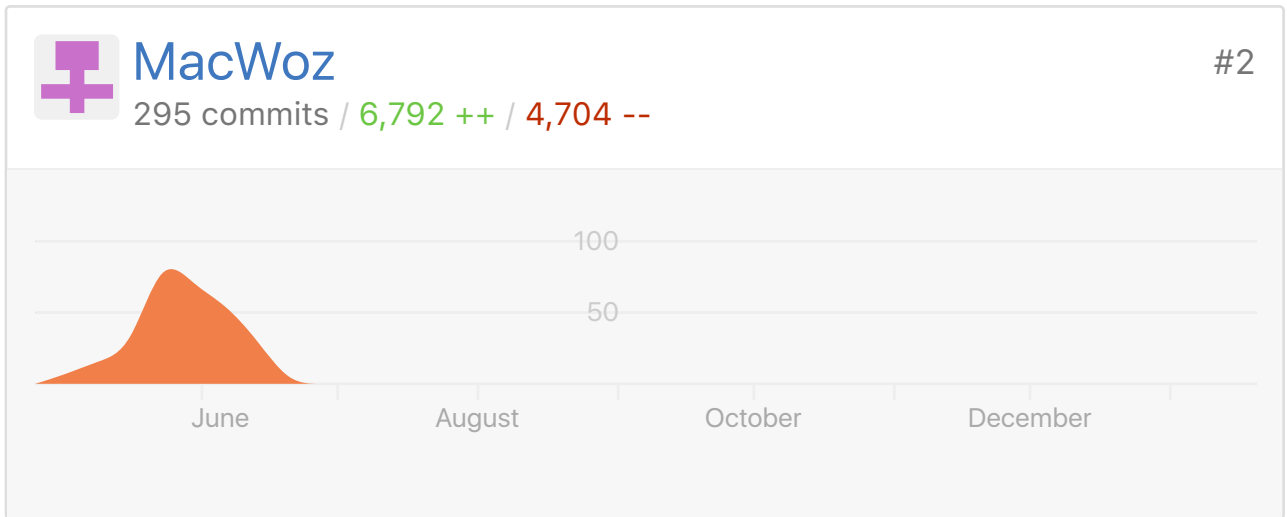 MacWoz
#2
295 commits / 6,792 ++ / 4,704 --
100
50
June August October December